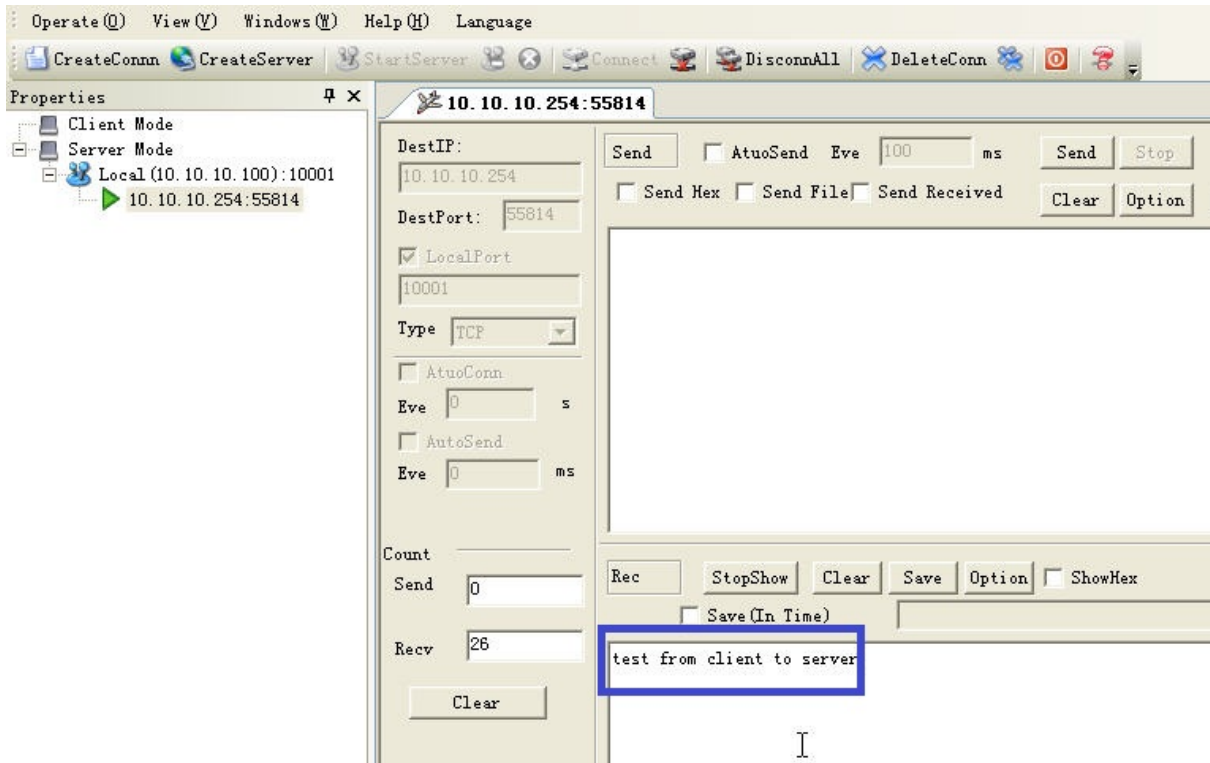 Operate(O) View(V) Windows(W) Help(H) Language
CreateConnn CreateServer StartServer Connect DisconnAll DeleteConn
Properties
Client Mode
Server Mode
Local(10.10.10.100):10001
10.10.10.254:55814
10.10.10.254:55814
DestIP:
10.10.10.254
DestPort: 55814
LocalPort
10001
Type TCP
AtuoConn
Eve 0 s
AutoSend
Eve 0 ms
Count
Send 0
Recv 26
Clear
Send AtuoSend Eve 100 ms Send Stop
Send Hex Send File Send Received Clear Option
Rec StopShow Clear Save Option ShowHex
Save(In Time)
test from client to server